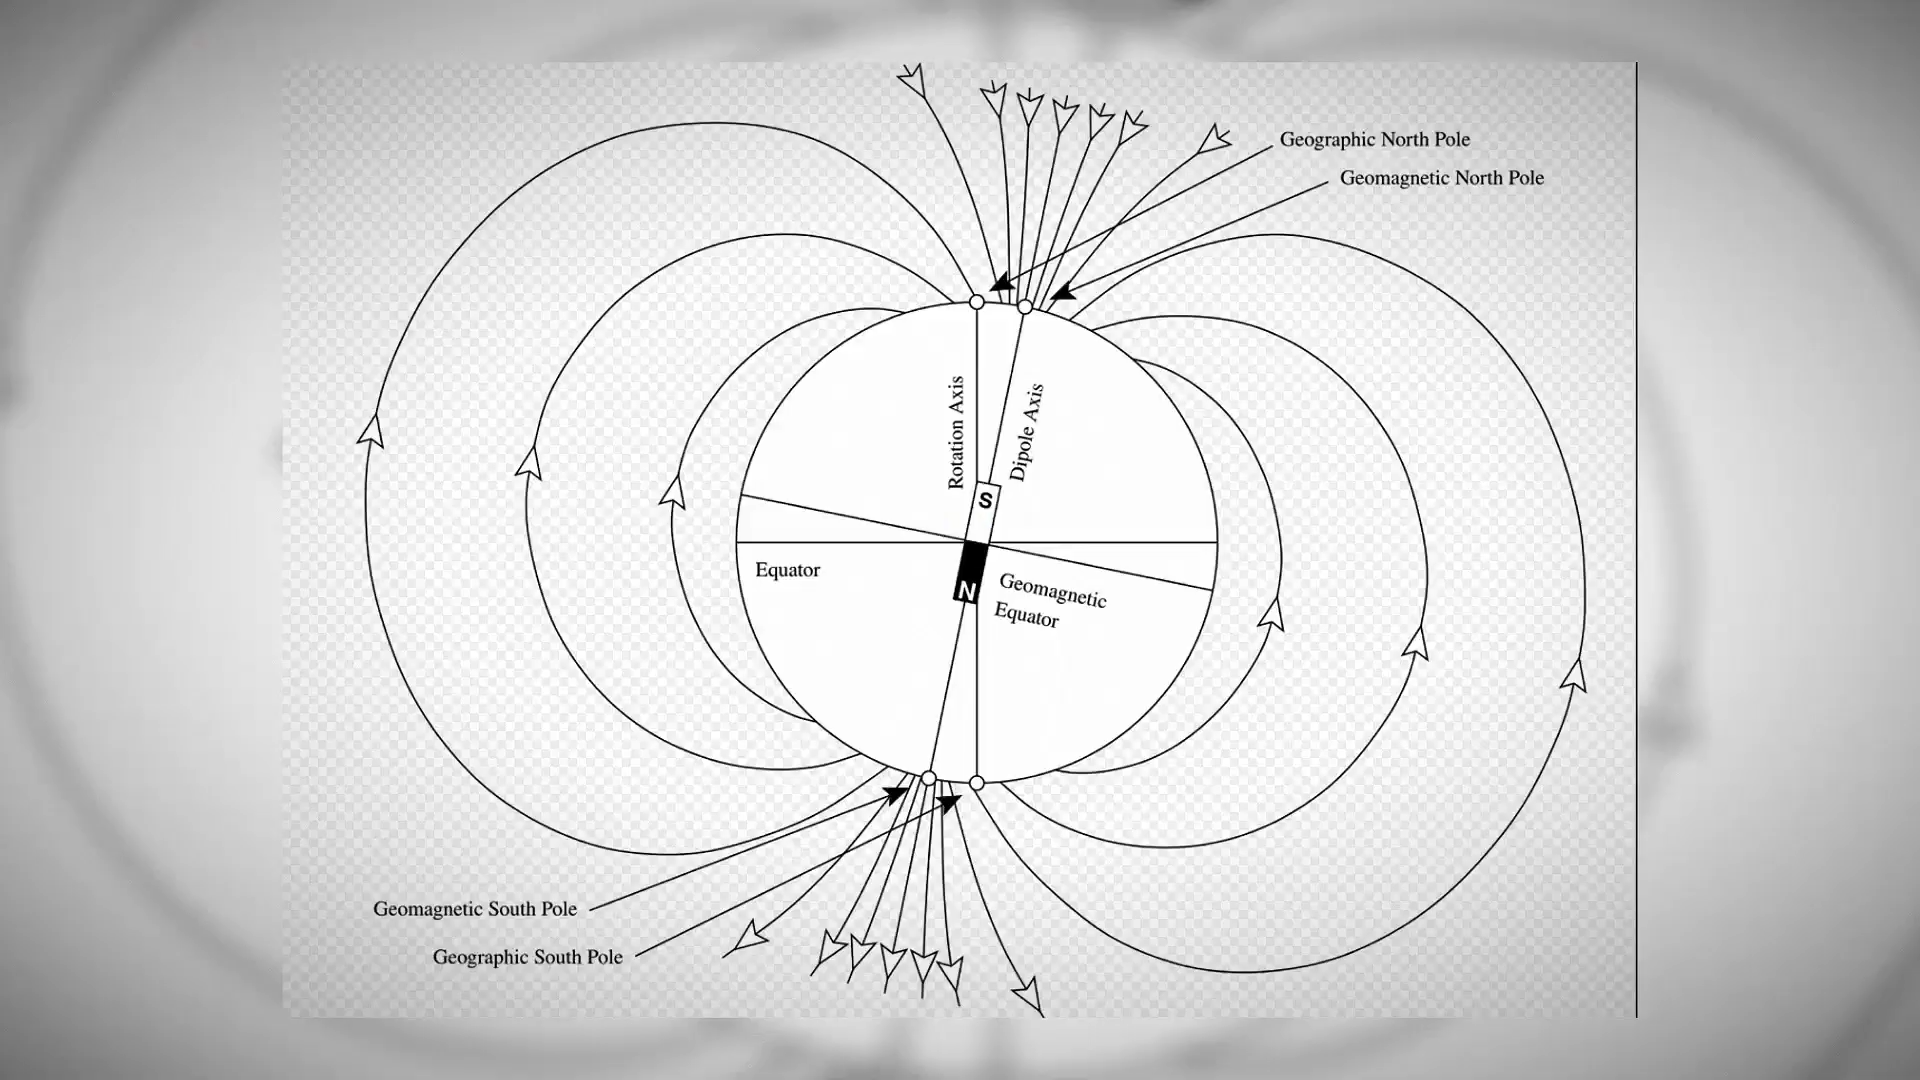 Geographic North Pole
Geomagnetic North Pole
Rotation Axis
Dipole Axis
S
N
Equator
Geomagnetic
Equator
Geomagnetic South Pole
Geographic South Pole